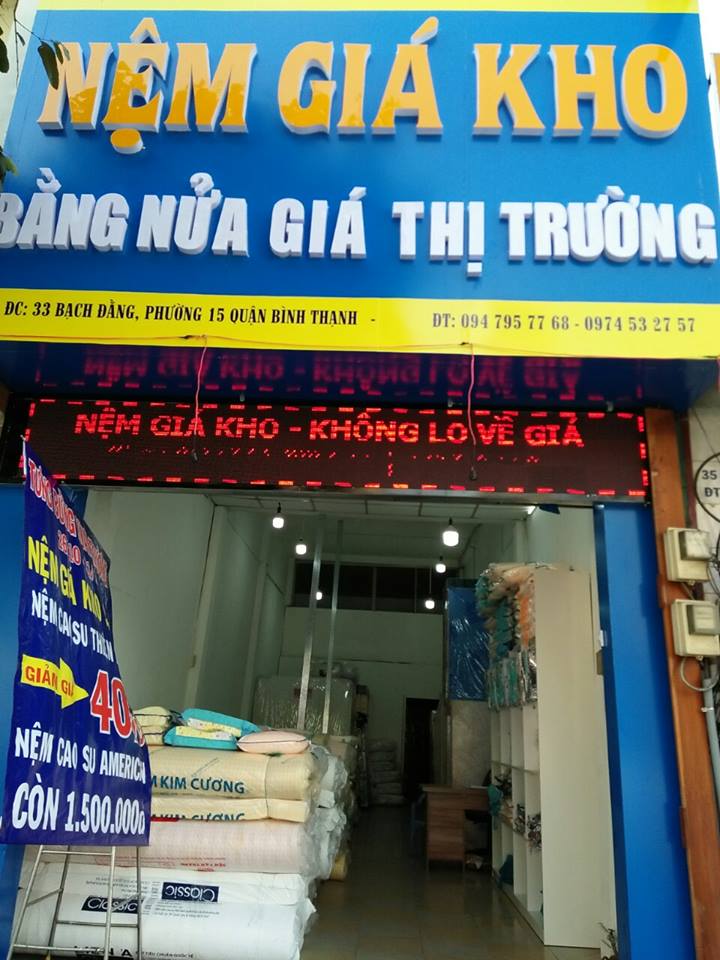 NỆM GIÁ KHO
BẰNG NỬA GIÁ THỊ TRƯỜNG
ĐC: 33 BẠCH ĐẰNG, PHƯỜNG 15 QUẬN BÌNH THẠNH - ĐT: 094 795 77 68 - 0974 53 27 57
NỆM GIÁ KHO - KHÔNG LO VỀ GIÁ
35
ĐT
NỆM GIÁ KHO
NỆM CAO SU THIÊN
GIẢM GIÁ
40%
NỆM CAO SU AMERICA
CÒN 1.500.000Đ
KIM CƯƠNG
KIM CƯƠNG
Classic
Classic